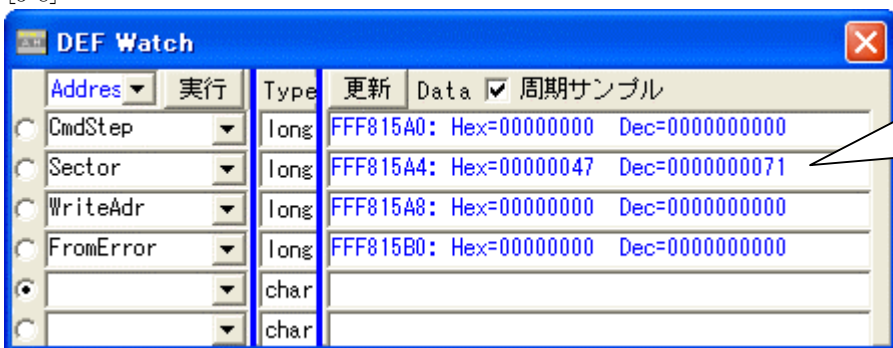 DEF Watch
Addres 実行 Type 更新 Data 周期サンプル
CmdStep long FFF815A0: Hex=00000000 Dec=0000000000
Sector long FFF815A4: Hex=00000047 Dec=0000000071
WriteAdr long FFF815A8: Hex=00000000 Dec=0000000000
FromError long FFF815B0: Hex=00000000 Dec=0000000000
char
char